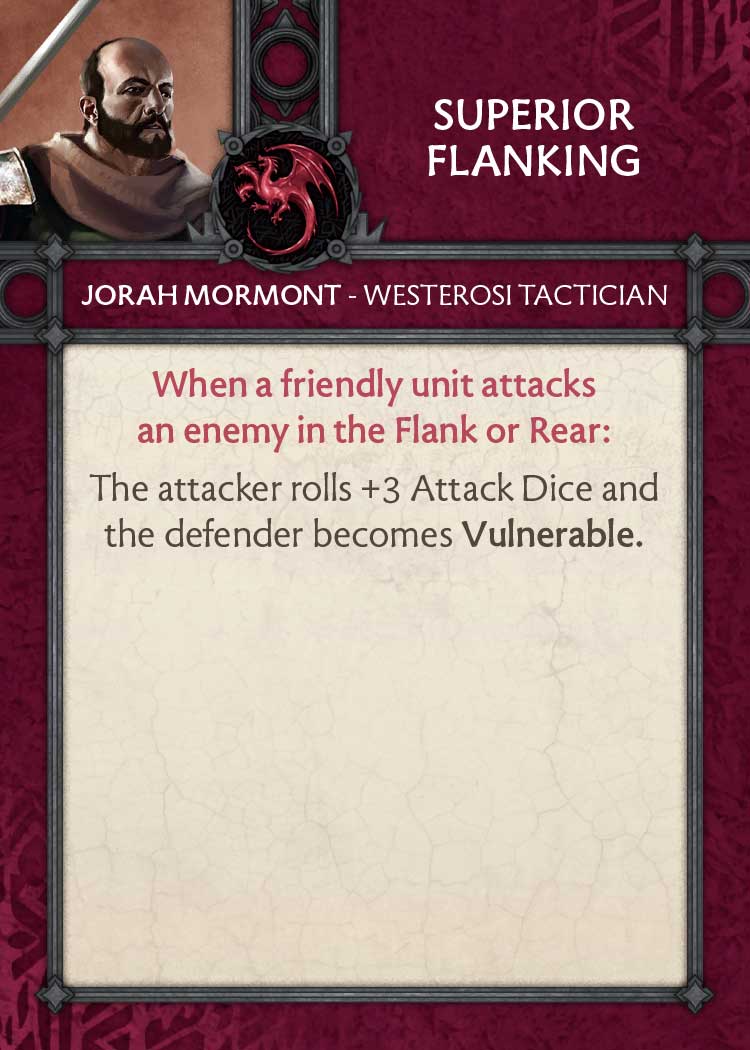 SUPERIOR
FLANKING
JORAH MORMONT - WESTEROSI TACTICIAN
When a friendly unit attacks
an enemy in the Flank or Rear:
The attacker rolls +3 Attack Dice and
the defender becomes Vulnerable.